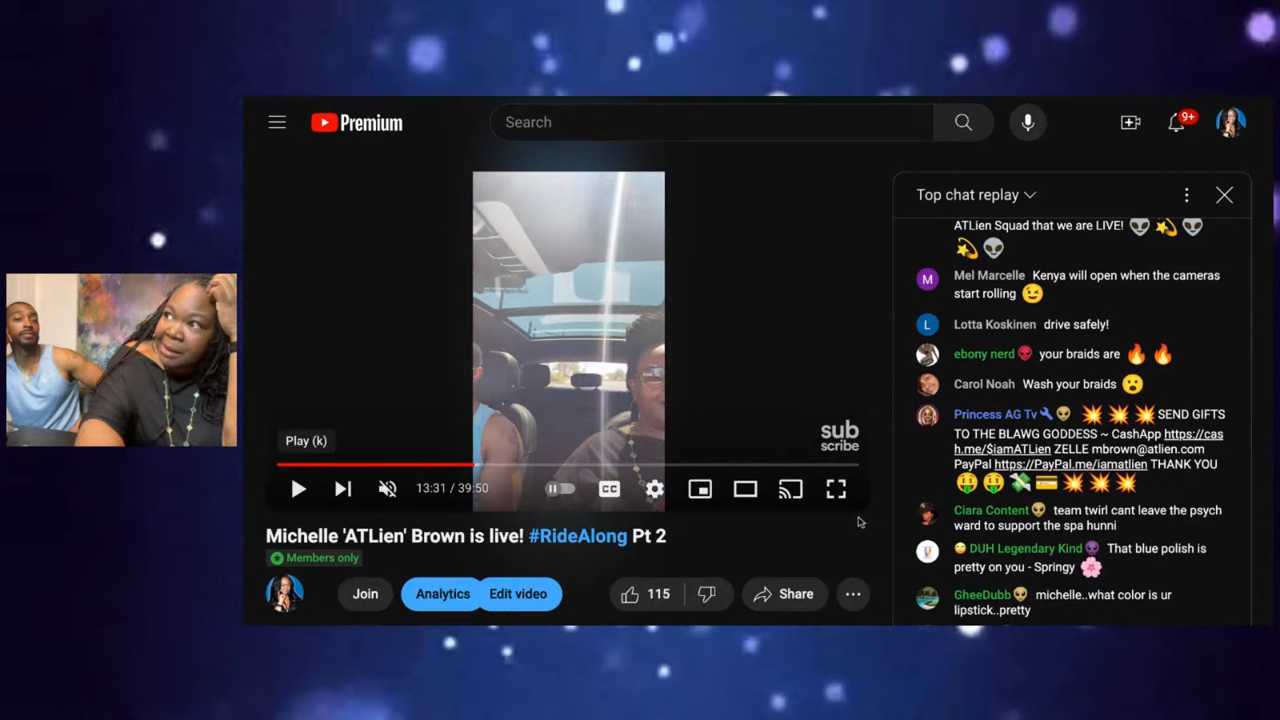 Premium
Search
9+
Top chat replay
ATLien Squad that we are LIVE!
Mel Marcelle Kenya will open when the cameras
start rolling
Lotta Koskinen drive safely!
ebony nerd your braids are
Carol Noah Wash your braids
Princess AG Tv SEND GIFTS
TO THE BLAWG GODDESS ~ CashApp https://cas
h.me/$iamATLien ZELLE mbrown@atlien.com
PayPal https://PayPal.me/iamatlien THANK YOU
Ciara Content team twirl cant leave the psych
ward to support the spa hunni
DUH Legendary Kind That blue polish is
pretty on you - Springy
GheeDubb michelle..what color is ur
lipstick..pretty
M
L
Play (k)
sub
scribe
13:31 / 39:50
CC
Michelle 'ATLien' Brown is live! #RideAlong Pt 2
Members only
Join
Analytics
Edit video
115
Share